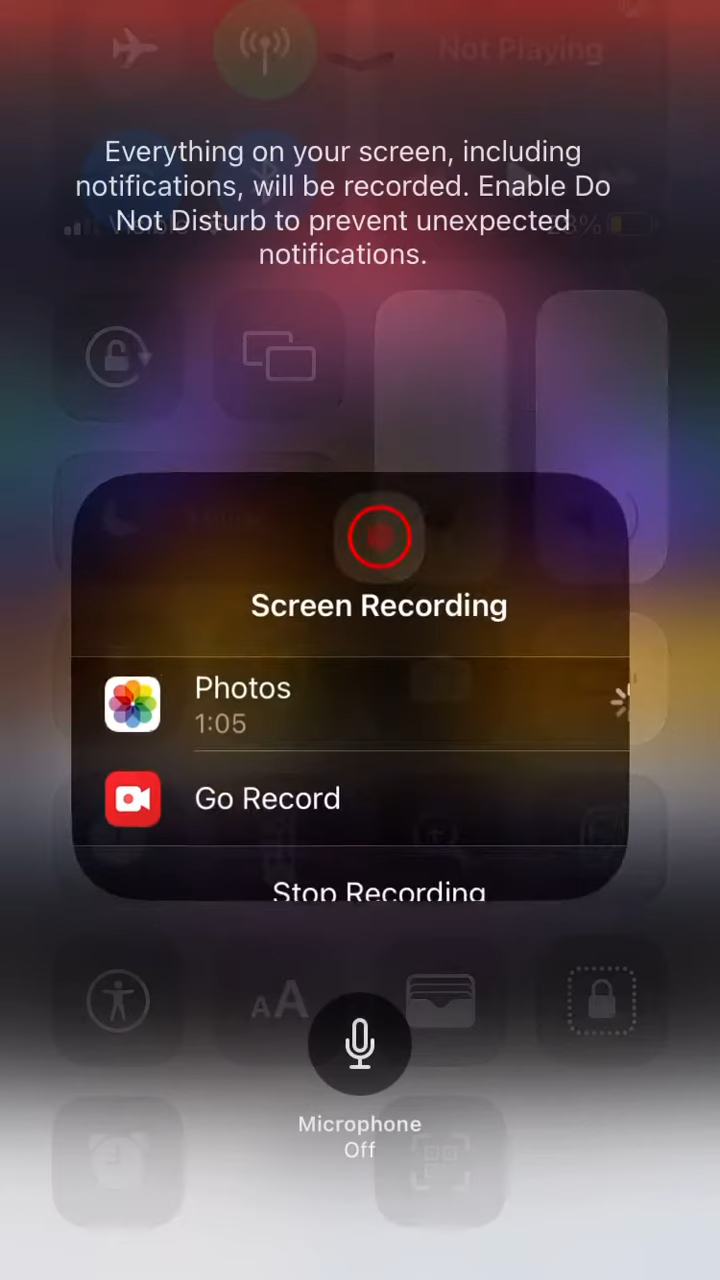 Not Playing
Everything on your screen, including
notifications, will be recorded. Enable Do
Not Disturb to prevent unexpected
notifications.
Screen Recording
Photos
1:05
Go Record
Stop Recording
AA
Microphone
Off